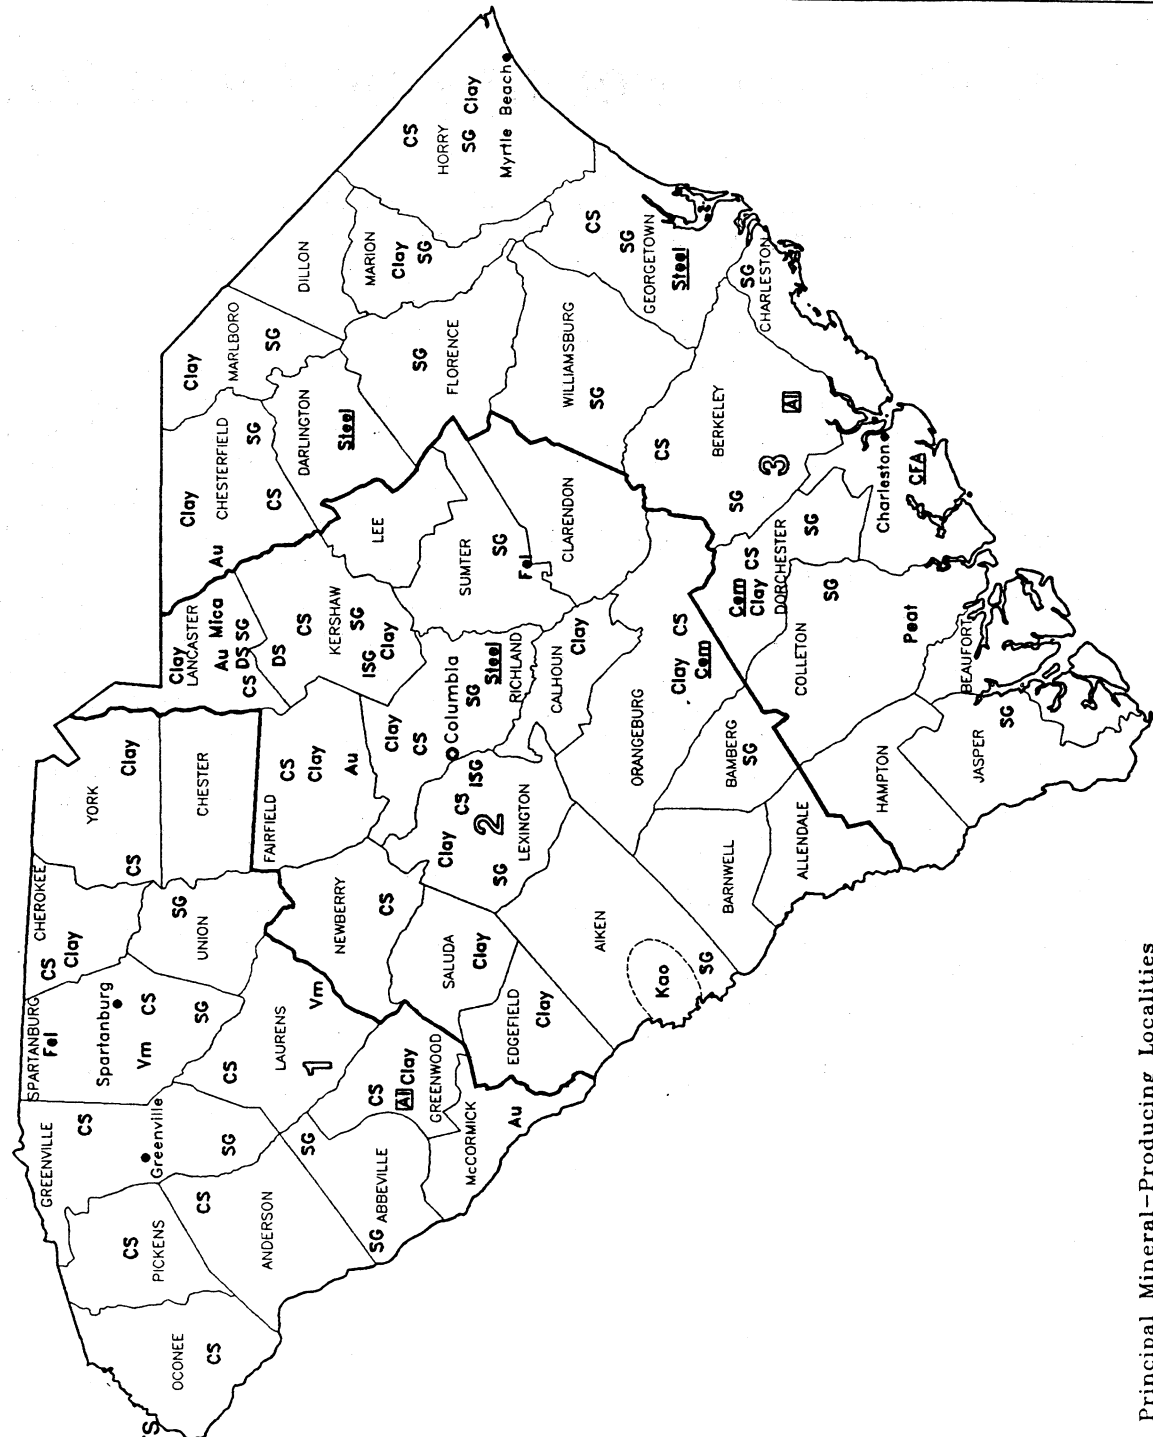 OCONEE
CS
PICKENS
CS
GREENVILLE
CS
Greenville
SG
ANDERSON
CS
SPARTANBURG
Fel
Spartanburg
Vm CS
SG
CHEROKEE
CS
Clay
YORK
Clay
CS
UNION
SG
CHESTER
LAURENS
CS
Vm
1
ABBEVILLE
SG
SG
GREENWOOD
CS
Al Clay
McCORMICK
Au
EDGEFIELD
Clay
SALUDA
Clay
NEWBERRY
CS
FAIRFIELD
CS
Clay
Au
LANCASTER
Clay
Au Mica
CS DS SG
KERSHAW
DS
CS
SG
ISG
Clay
LEXINGTON
Clay
CS
ISG
SG
2
RICHLAND
Clay
CS
Columbia
SG
Steel
AIKEN
Kao
SG
CALHOUN
Clay
SUMTER
SG
Fel
LEE
CLARENDON
ORANGEBURG
Clay CS
Cem
BAMBERG
SG
BARNWELL
ALLENDALE
CHESTERFIELD
Clay
Au
CS
SG
MARLBORO
Clay
SG
DARLINGTON
Steel
DILLON
MARION
Clay
SG
FLORENCE
SG
HORRY
CS
SG Clay
Myrtle Beach
WILLIAMSBURG
SG
GEORGETOWN
CS
SG
Steel
BERKELEY
CS
SG
Al
3
DORCHESTER
Cem
Clay CS
SG
CHARLESTON
SG
Charleston
CFA
COLLETON
SG
Peat
HAMPTON
BEAUFORT
JASPER
SG
Principal Mineral-Producing Localities